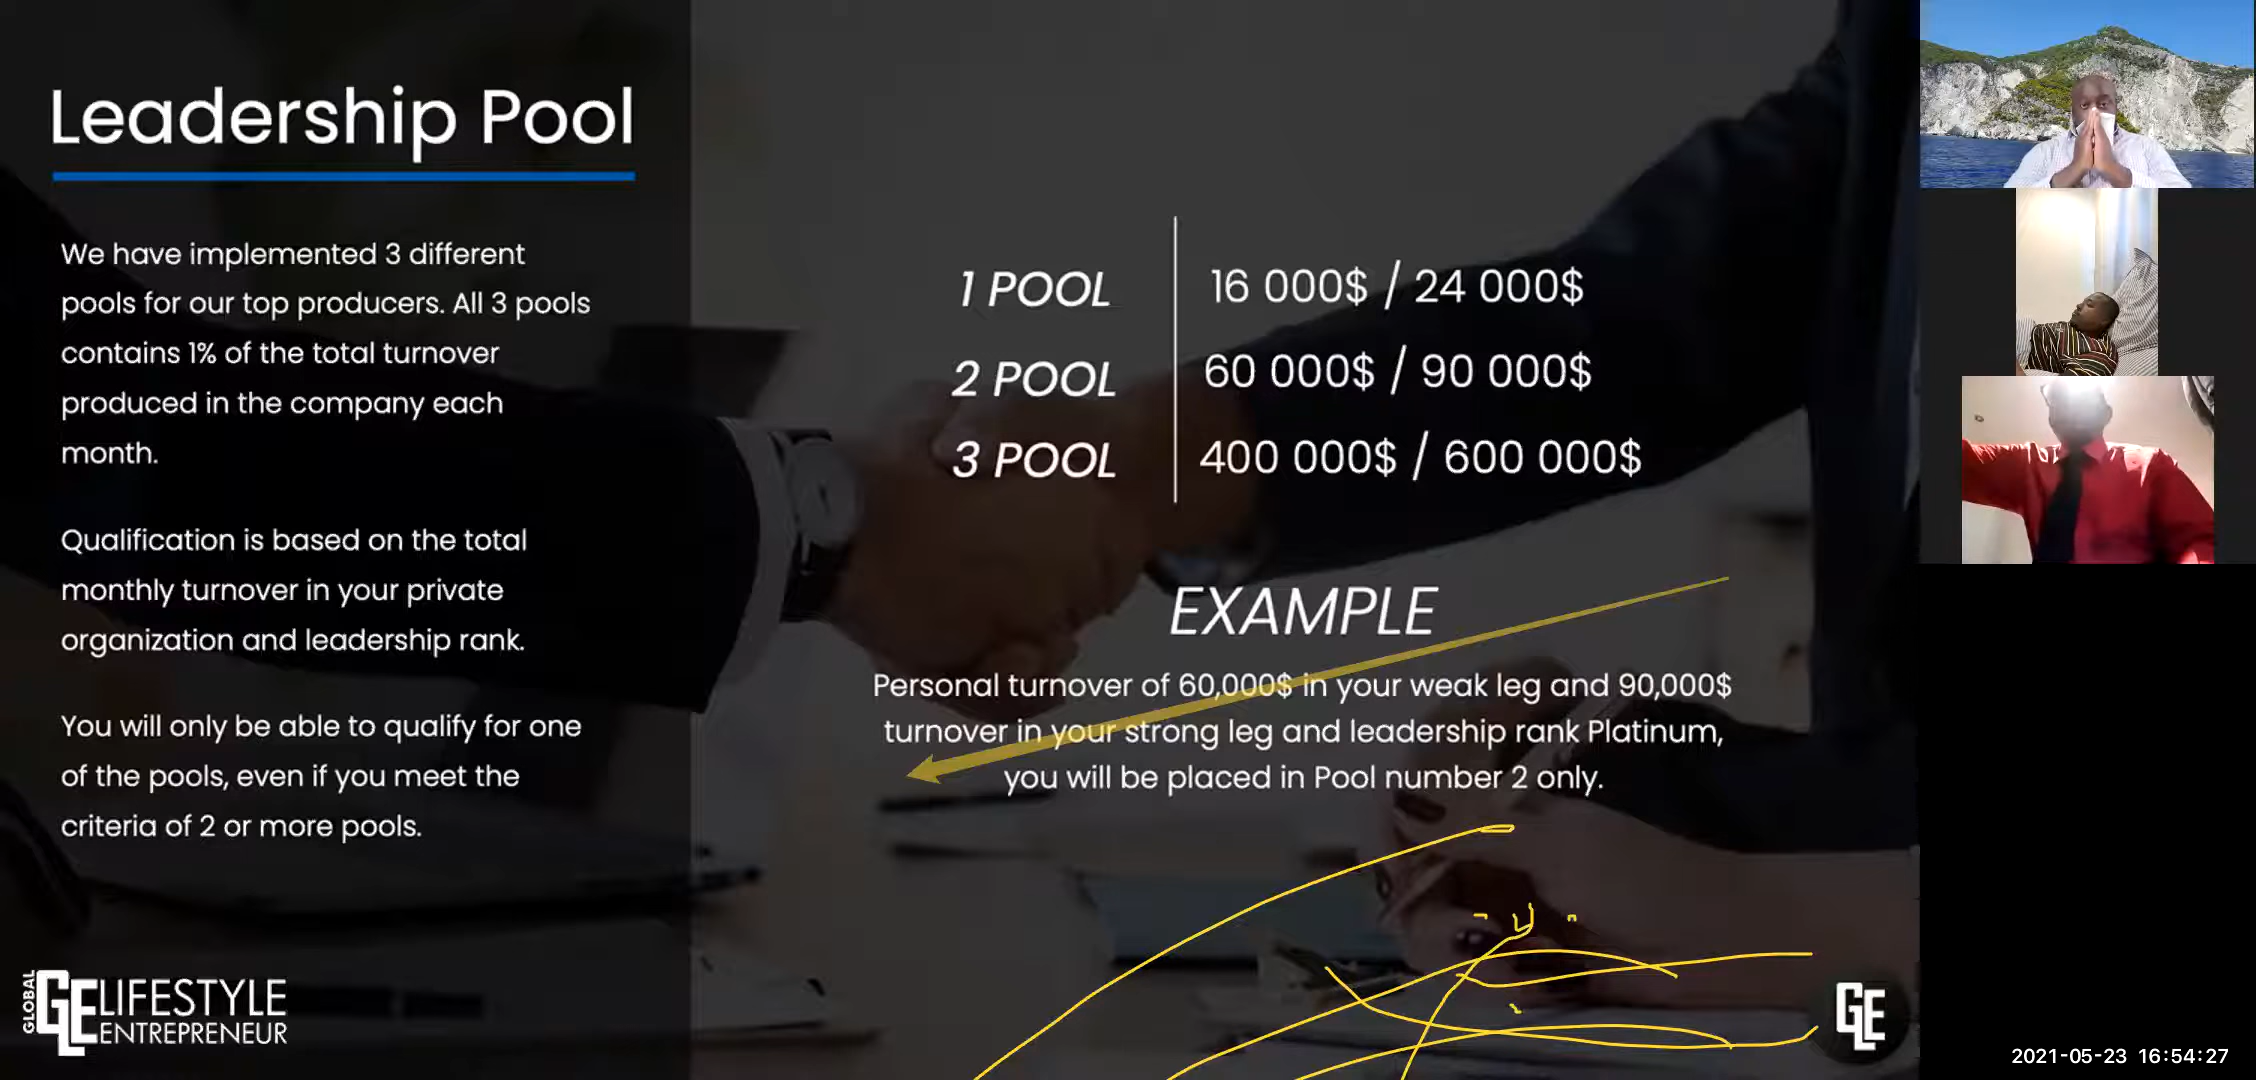 Leadership Pool
We have implemented 3 different
pools for our top producers. All 3 pools
contains 1% of the total turnover
produced in the company each
month.
Qualification is based on the total
monthly turnover in your private
organization and leadership rank.
You will only be able to qualify for one
of the pools, even if you meet the
criteria of 2 or more pools.
1 POOL 16 000$ / 24 000$
2 POOL 60 000$ / 90 000$
3 POOL 400 000$ / 600 000$
EXAMPLE
Personal turnover of 60,000$ in your weak leg and 90,000$
turnover in your strong leg and leadership rank Platinum,
you will be placed in Pool number 2 only.
GLOBAL
GLE LIFESTYLE
ENTREPRENEUR
GLE
2021-05-23 16:54:27